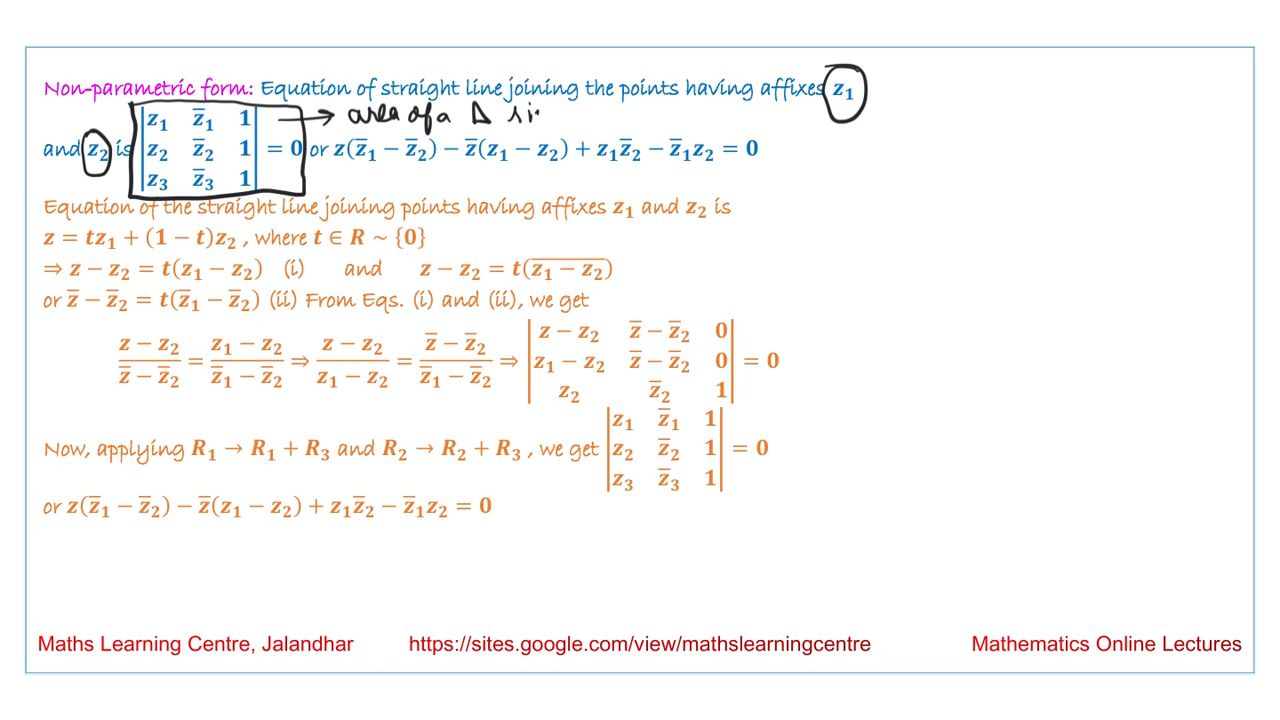 Non-parametric form: Equation of straight line joining the points having affixes z₁
and z₂ is |z₁ z̄₁ 1; z₂ z̄₂ 1; z₃ z̄₃ 1| = 0 or z(z̄₁ − z̄₂) − z̄(z₁ − z₂) + z₁z̄₂ − z̄₁z₂ = 0
→ area of a Δ
Equation of the straight line joining points having affixes z₁ and z₂ is
z = tz₁ + (1 − t)z₂ , where t ∈ R ~ {0}
⇒ z − z₂ = t(z₁ − z₂) (i) and z − z₂ = t(\overline{z₁ − z₂})
or z̄ − z̄₂ = t(z̄₁ − z̄₂) (ii) From Eqs. (i) and (ii), we get
(z − z₂)/(z̄ − z̄₂) = (z₁ − z₂)/(z̄₁ − z̄₂) ⇒ (z − z₂)/(z₁ − z₂) = (z̄ − z̄₂)/(z̄₁ − z̄₂) ⇒ |z − z₂ z̄ − z̄₂ 0; z₁ − z₂ z̄ − z̄₂ 0; z₂ z̄₂ 1| = 0
Now, applying R₁ → R₁ + R₃ and R₂ → R₂ + R₃ , we get |z₁ z̄₁ 1; z₂ z̄₂ 1; z₃ z̄₃ 1| = 0
or z(z̄₁ − z̄₂) − z̄(z₁ − z₂) + z₁z̄₂ − z̄₁z₂ = 0
Maths Learning Centre, Jalandhar https://sites.google.com/view/mathslearningcentre Mathematics Online Lectures